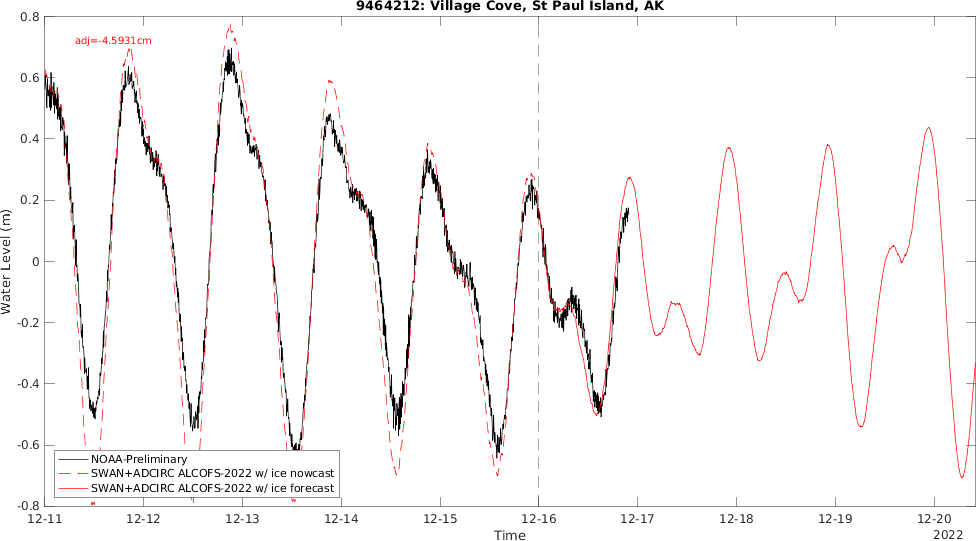 9464212: Village Cove, St Paul Island, AK
adj=-4.5931cm
Water Level (m)
0.8
0.6
0.4
0.2
0
-0.2
-0.4
-0.6
-0.8
NOAA-Preliminary
SWAN+ADCIRC ALCOFS-2022 w/ ice nowcast
SWAN+ADCIRC ALCOFS-2022 w/ ice forecast
12-11 12-12 12-13 12-14 12-15 12-16 12-17 12-18 12-19 12-20
Time
2022